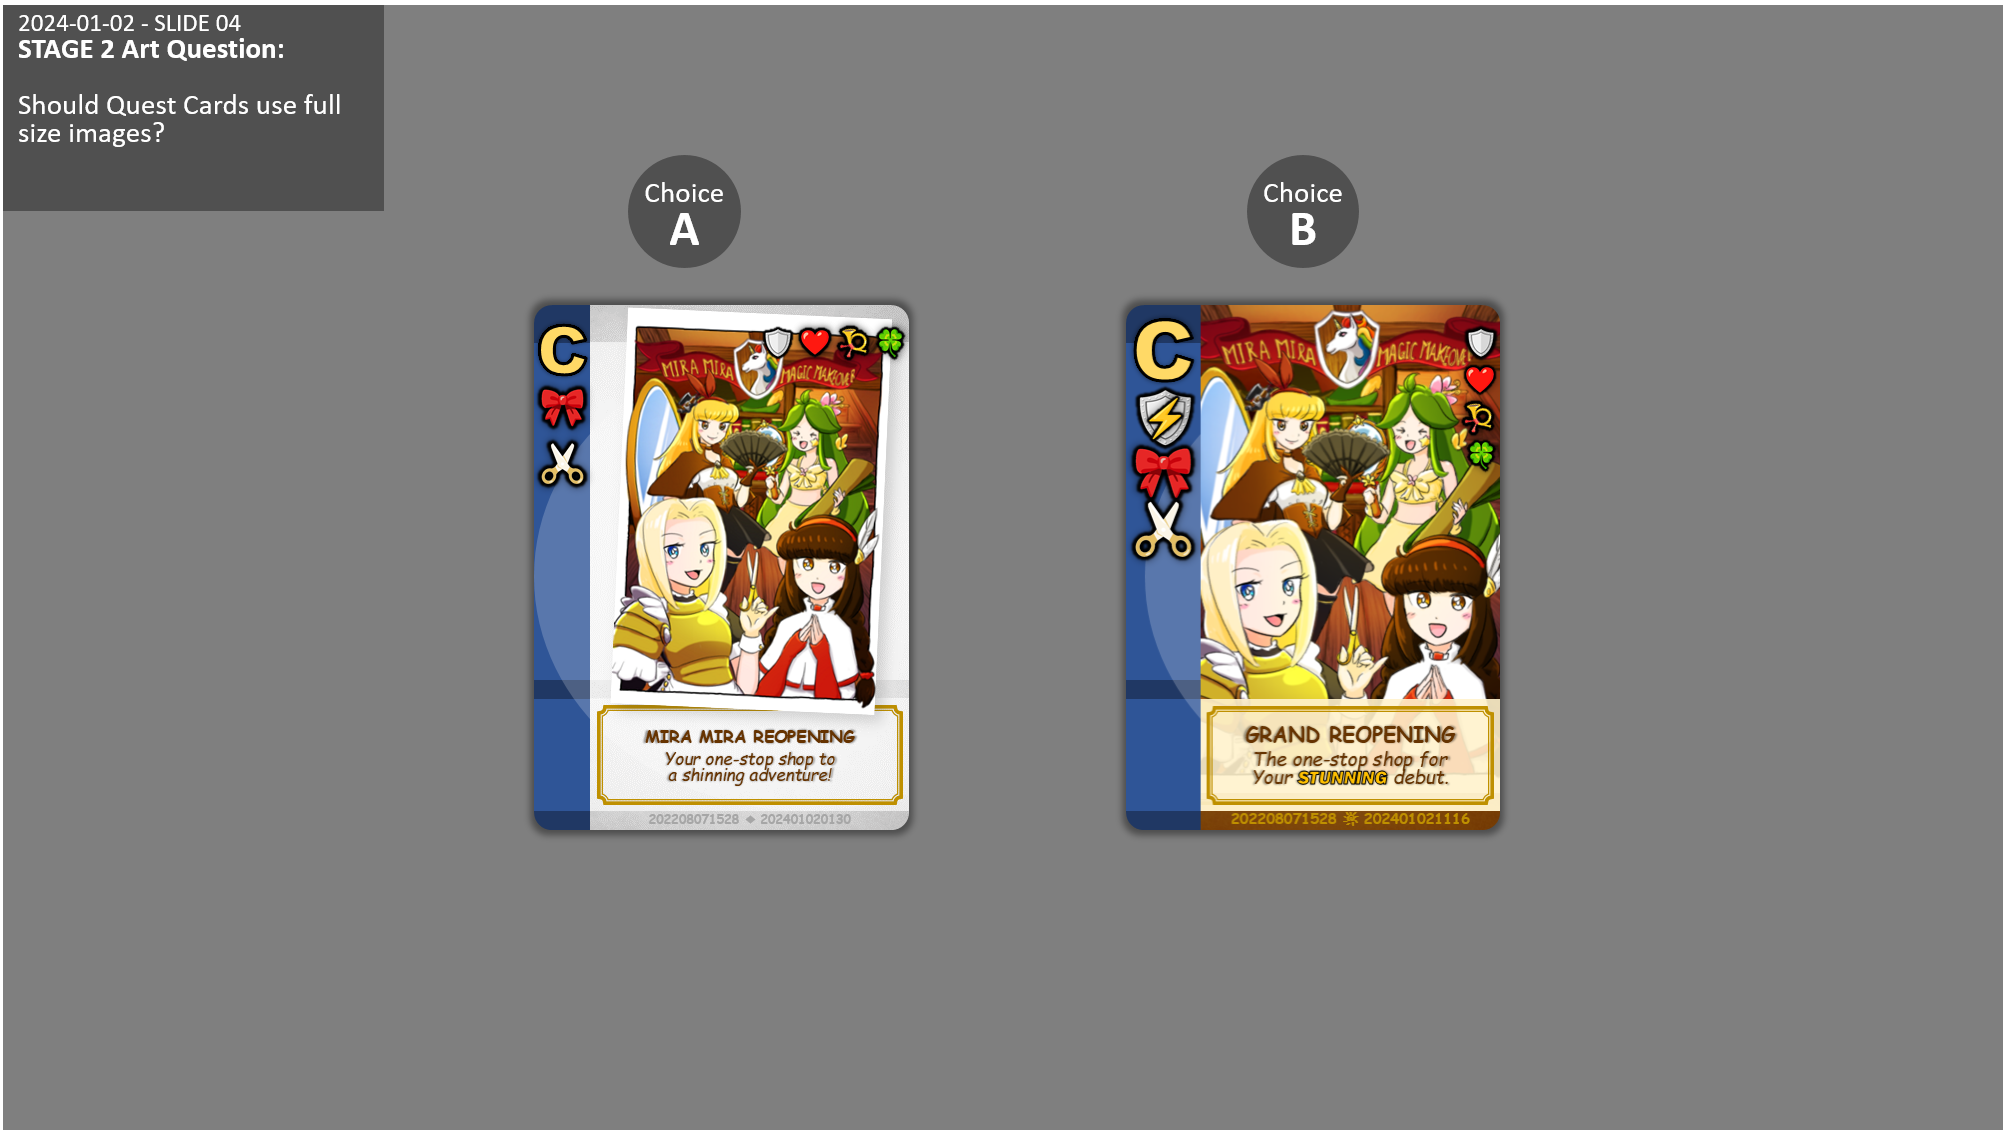 2024-01-02 - SLIDE 04
STAGE 2 Art Question:
Should Quest Cards use full
size images?
Choice
A
Choice
B
C
MIRA MIRA
MAGIC MAKEOVER
MIRA MIRA REOPENING
Your one-stop shop to
a shinning adventure!
202208071528 ◆ 202401020130
C
MIRA MIRA
MAGIC MAKEOVER
GRAND REOPENING
The one-stop shop for
Your STUNNING debut.
202208071528 ☀ 202401021116